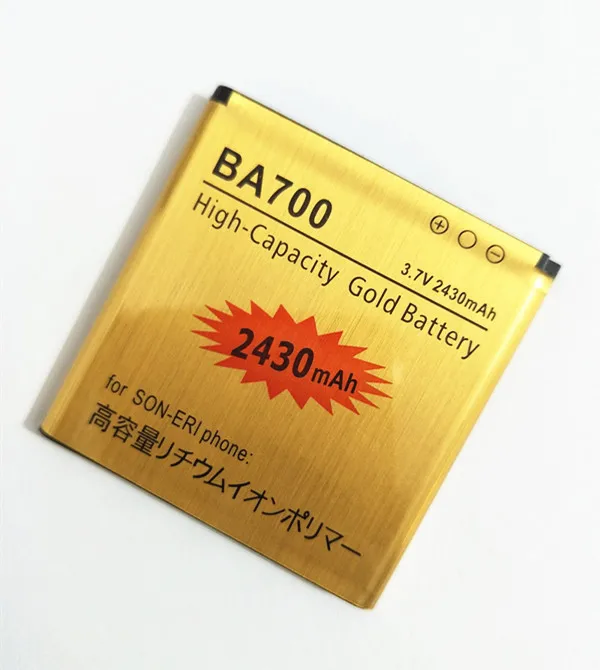 BA700
High-Capacity Gold Battery
⊕ ○ ⊖
3.7V 2430mAh
2430mAh
for SON-ERI phone:
高容量リチウムイオンポリマー